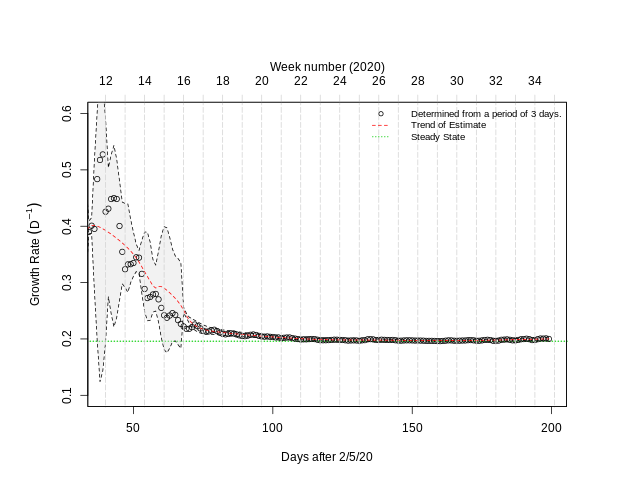 Week number (2020)
12 14 16 18 20 22 24 26 28 30 32 34
Determined from a period of 3 days.
Trend of Estimate
Steady State
Growth Rate (D⁻¹)
0.6
0.5
0.4
0.3
0.2
0.1
50 100 150 200
Days after 2/5/20